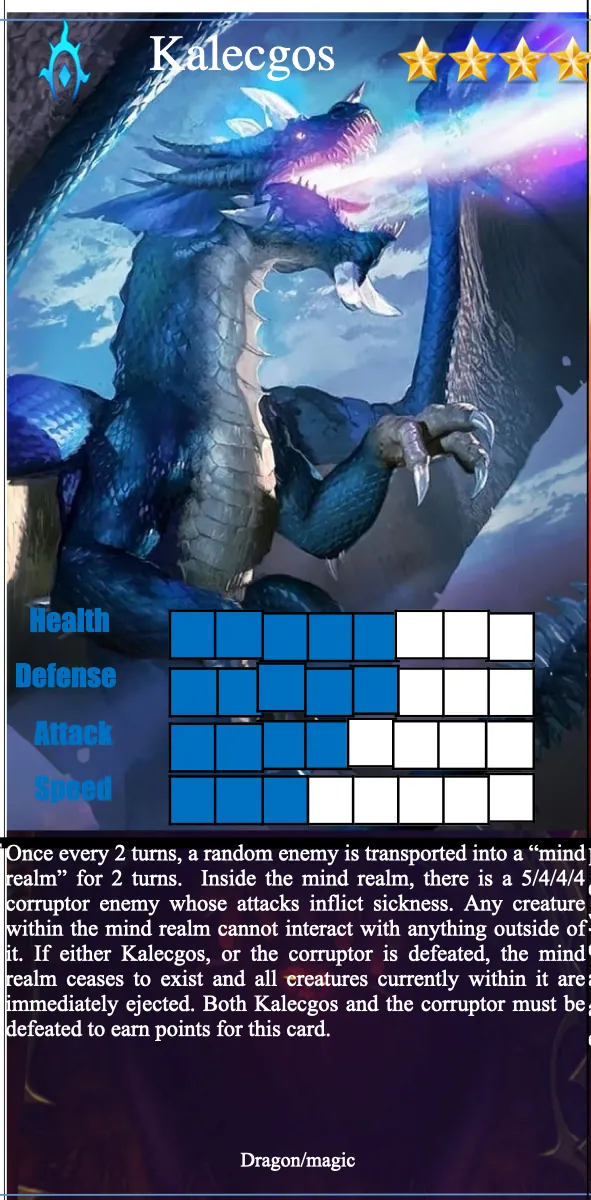 Kalecgos
Health
Defense
Attack
Speed
Once every 2 turns, a random enemy is transported into a “mind
realm” for 2 turns.  Inside the mind realm, there is a 5/4/4/4
corruptor enemy whose attacks inflict sickness. Any creature
within the mind realm cannot interact with anything outside of
it. If either Kalecgos, or the corruptor is defeated, the mind
realm ceases to exist and all creatures currently within it are
immediately ejected. Both Kalecgos and the corruptor must be
defeated to earn points for this card.
Dragon/magic